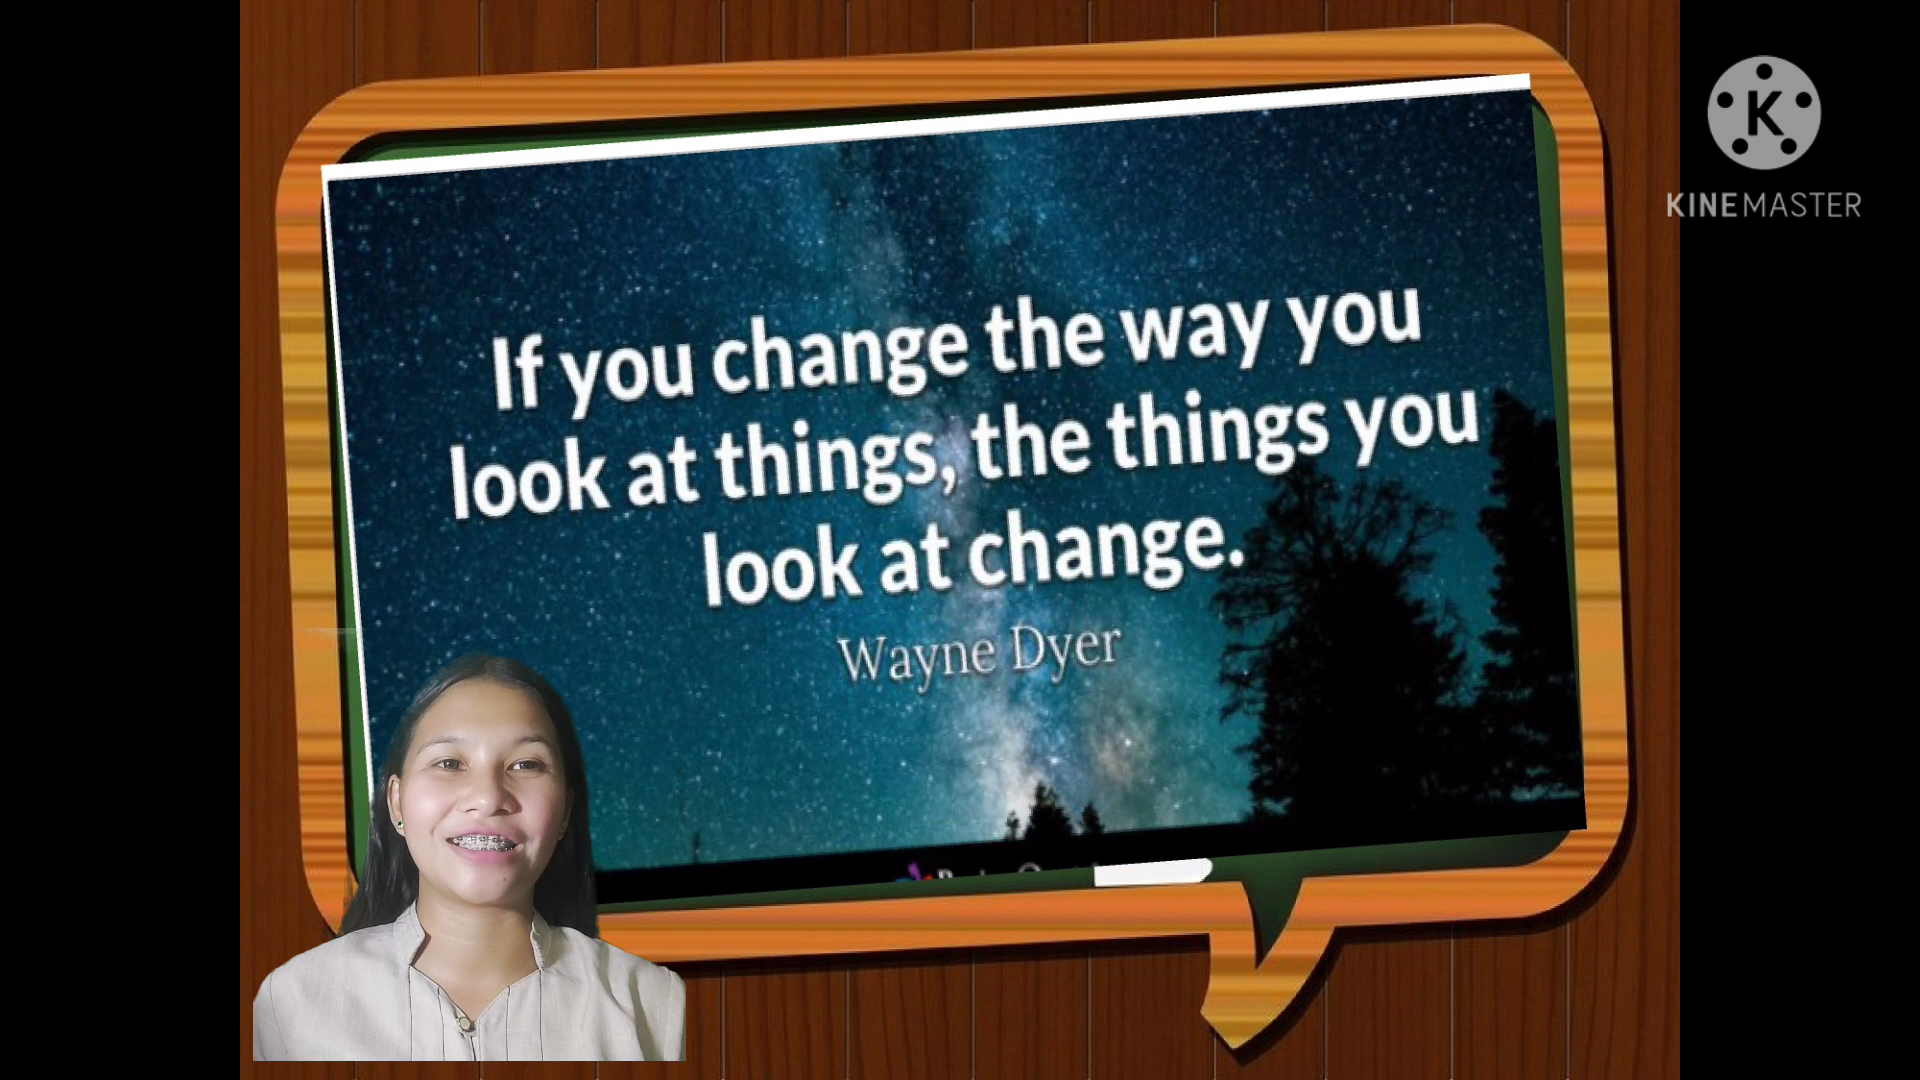 If you change the way you
look at things, the things you
look at change.
Wayne Dyer
K
KINEMASTER